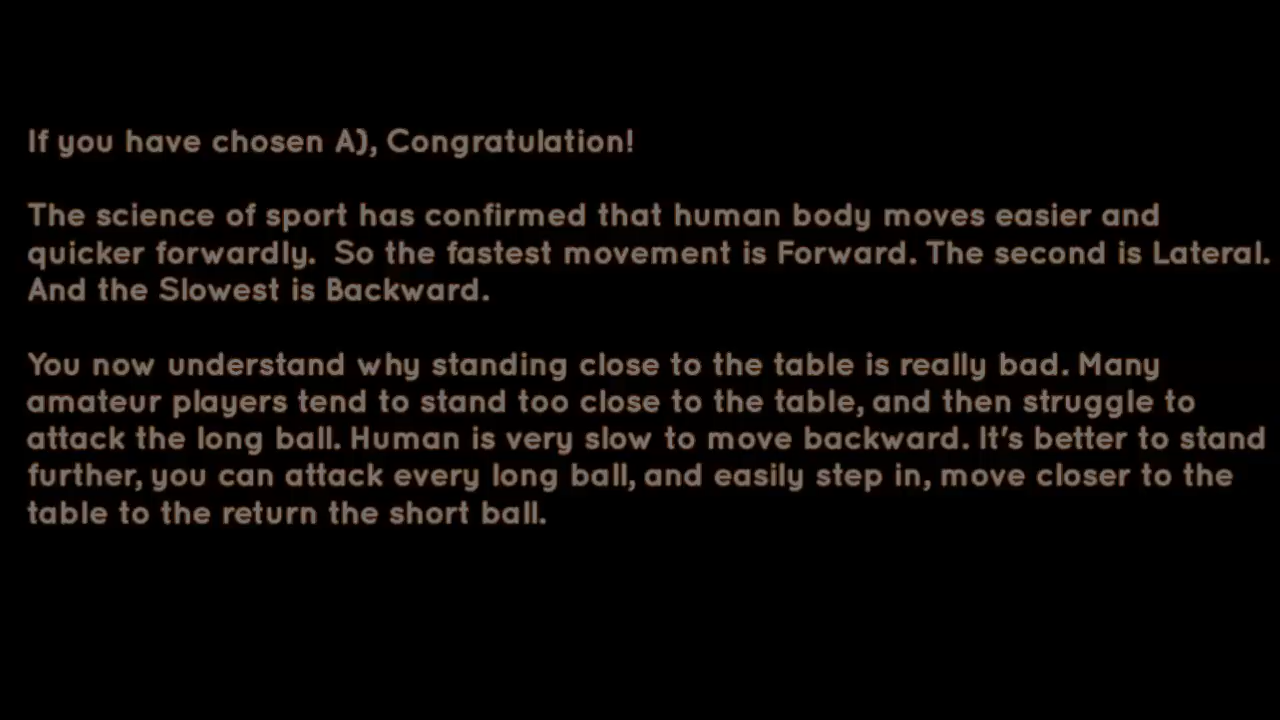 If you have chosen A), Congratulation!
The science of sport has confirmed that human body moves easier and
quicker forwardly.  So the fastest movement is Forward. The second is Lateral.
And the Slowest is Backward.
You now understand why standing close to the table is really bad. Many
amateur players tend to stand too close to the table, and then struggle to
attack the long ball. Human is very slow to move backward. It's better to stand
further, you can attack every long ball, and easily step in, move closer to the
table to the return the short ball.